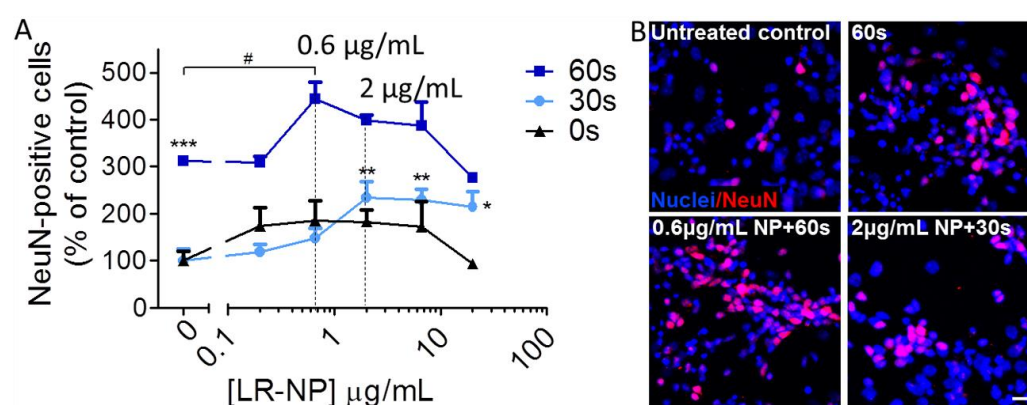 A
NeuN-positive cells
(% of control)
500
400
300
200
100
0
***
#
0.6 µg/mL
2 µg/mL
**
**
*
60s
30s
0s
0
0.1
1
10
100
[LR-NP] µg/mL
B
Untreated control
60s
Nuclei/NeuN
0.6µg/mL NP+60s
2µg/mL NP+30s